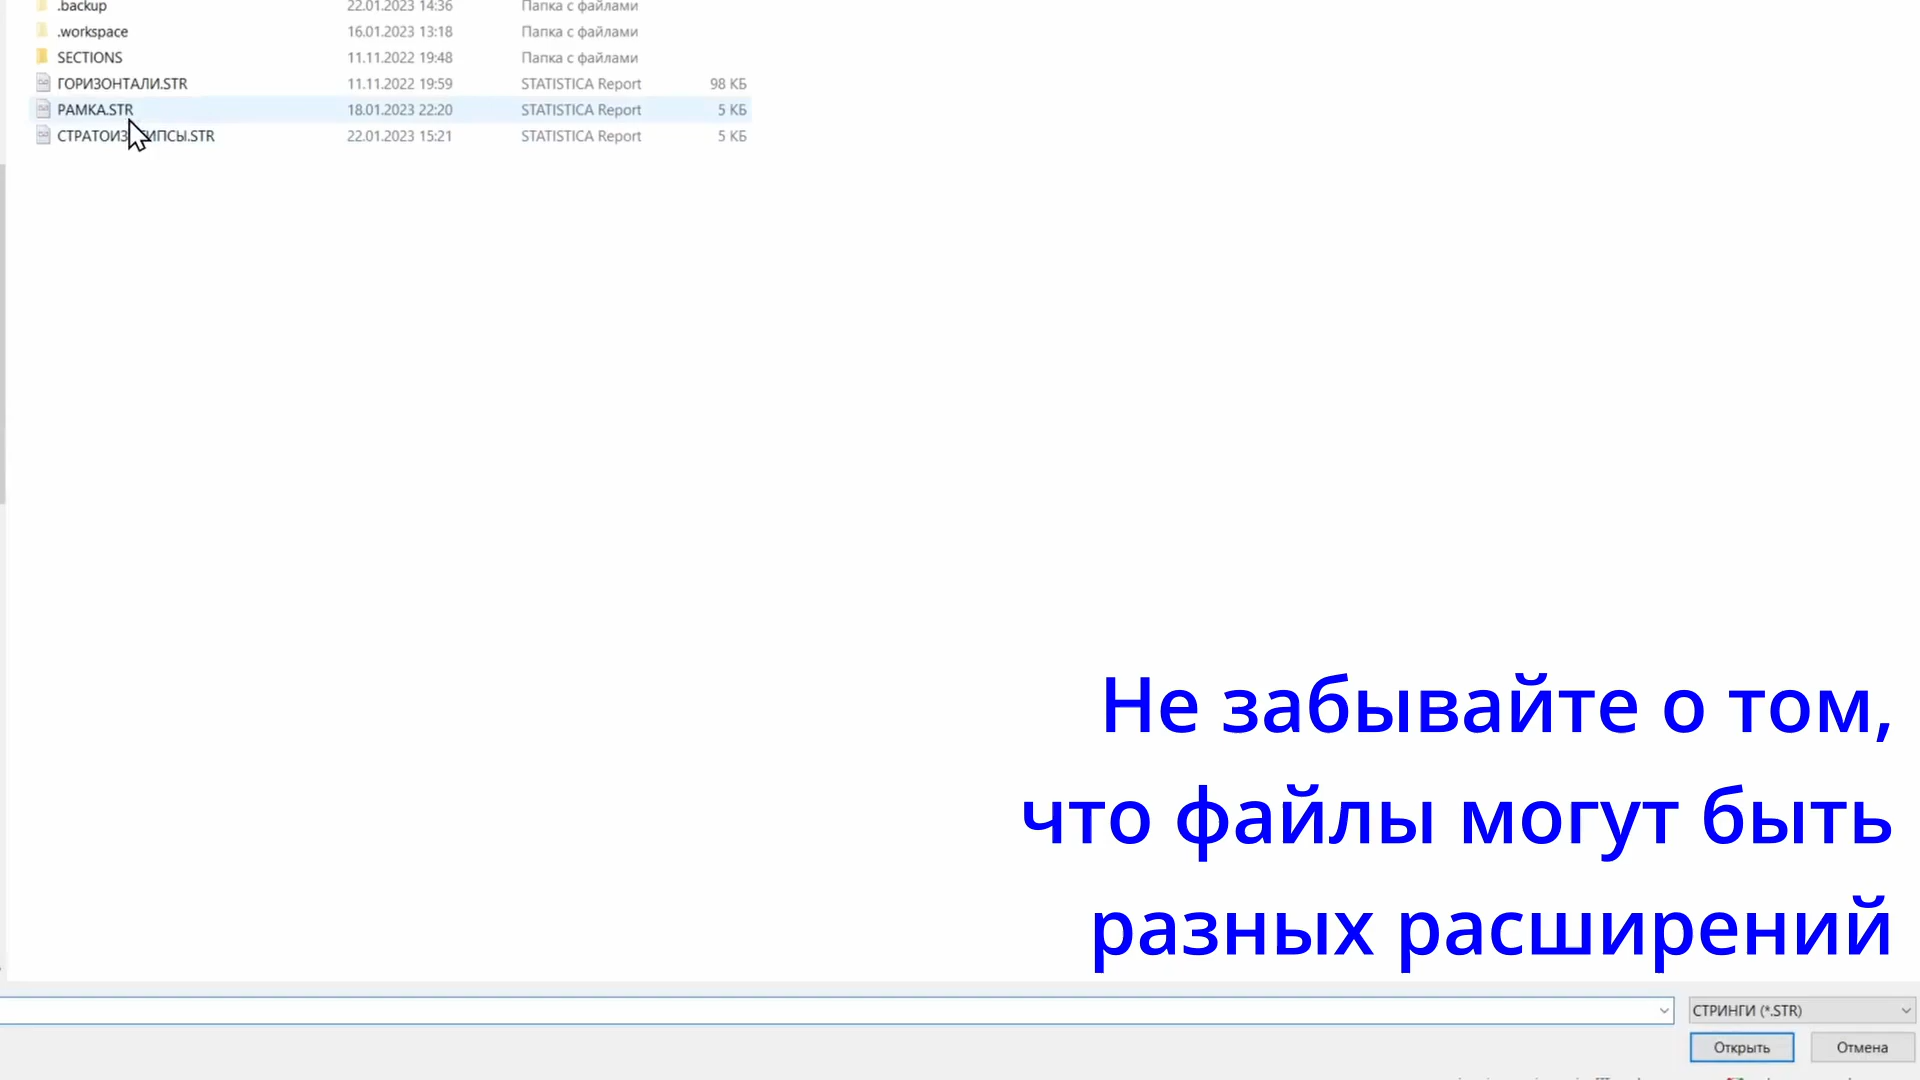 .backup 22.01.2023 14:36 Папка с файлами
.workspace 16.01.2023 13:18 Папка с файлами
SECTIONS 11.11.2022 19:48 Папка с файлами
ГОРИЗОНТАЛИ.STR 11.11.2022 19:59 STATISTICA Report 98 КБ
РАМКА.STR 18.01.2023 22:20 STATISTICA Report 5 КБ
22.01.2023 15:21 STATISTICA Report 5 КБ
Не забывайте о том,
что файлы могут быть
разных расширений
СТРИНГИ (*.STR)
Открыть Отмена